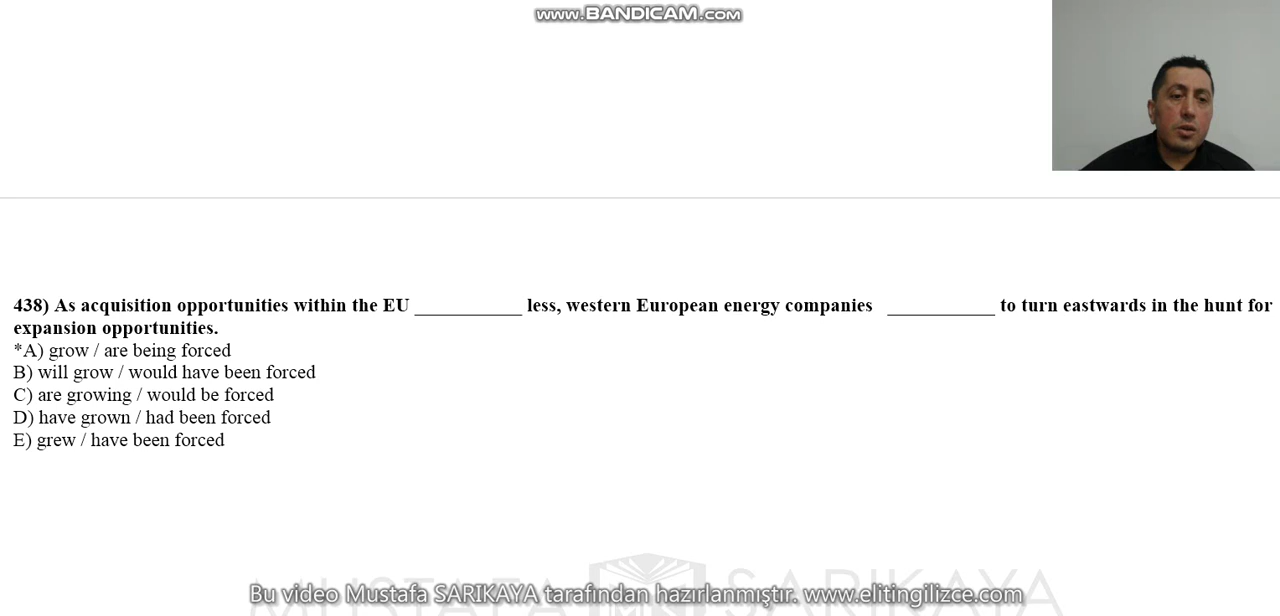 www.BANDICAM.com
438) As acquisition opportunities within the EU ___________ less, western European energy companies ___________ to turn eastwards in the hunt for
expansion opportunities.
*A) grow / are being forced
B) will grow / would have been forced
C) are growing / would be forced
D) have grown / had been forced
E) grew / have been forced
MUSTAFA SARIKAYA
Bu video Mustafa SARIKAYA tarafından hazırlanmıştır. www.elitingilizce.com